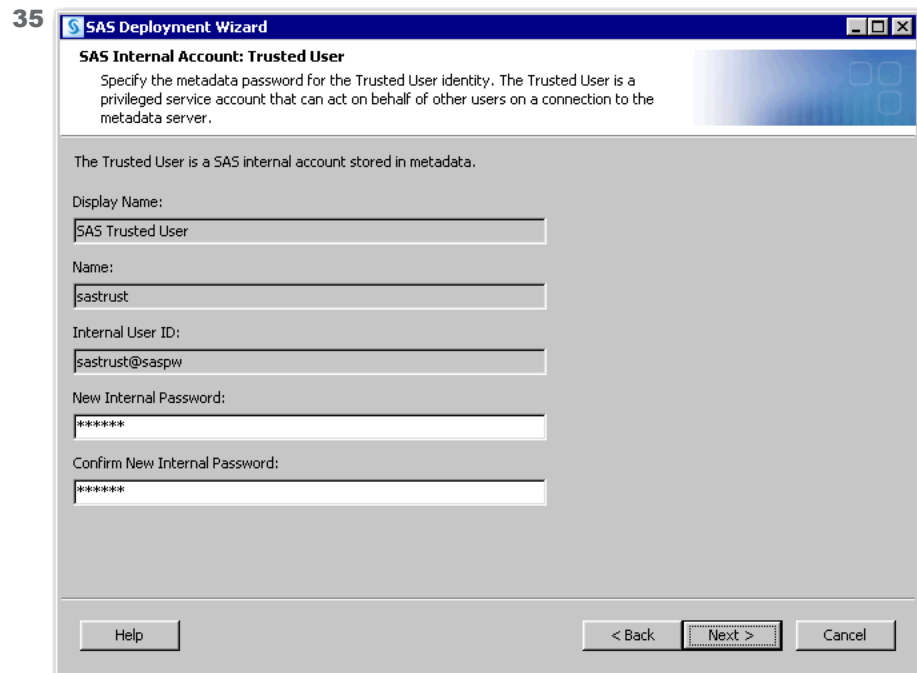 35
SAS Deployment Wizard
SAS Internal Account: Trusted User
Specify the metadata password for the Trusted User identity. The Trusted User is a
privileged service account that can act on behalf of other users on a connection to the
metadata server.
The Trusted User is a SAS internal account stored in metadata.
Display Name:
SAS Trusted User
Name:
sastrust
Internal User ID:
sastrust@saspw
New Internal Password:
******
Confirm New Internal Password:
******
Help
< Back
Next >
Cancel